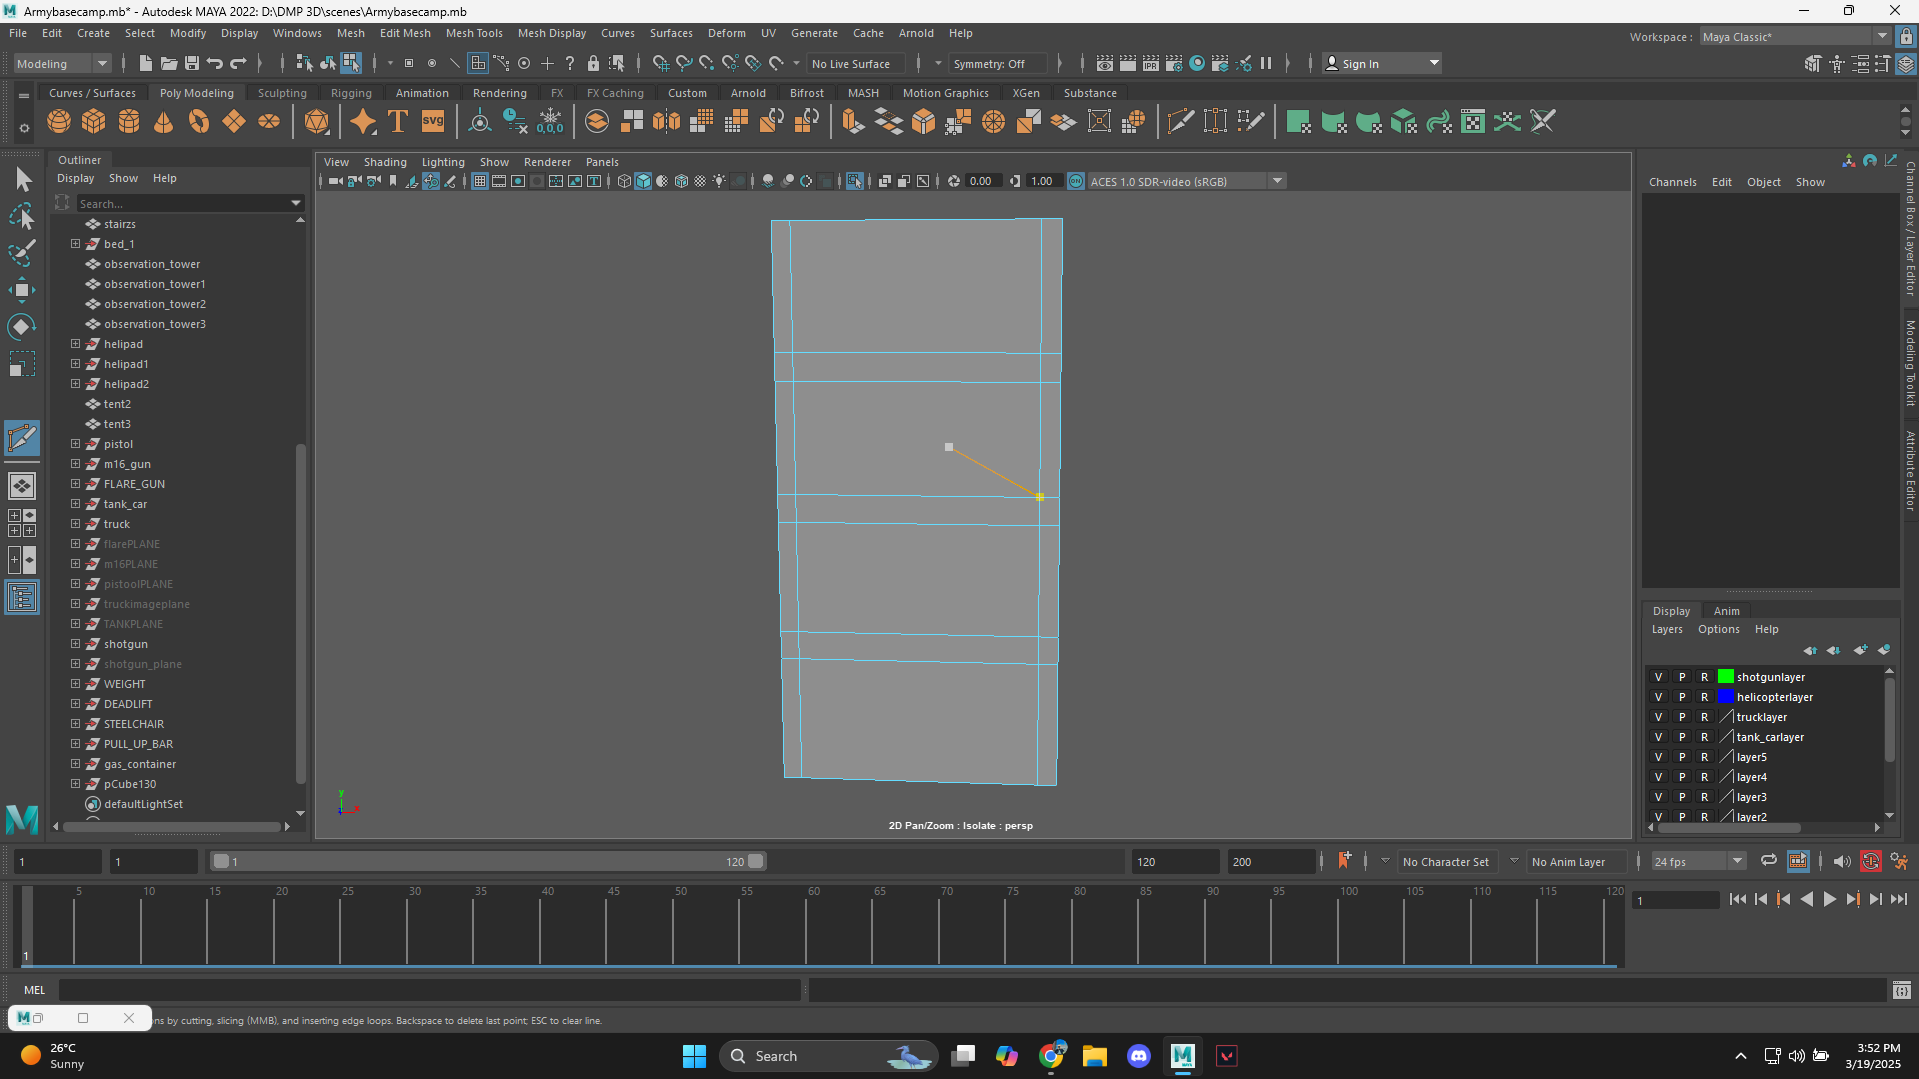 Armybasecamp.mb* - Autodesk MAYA 2022: D:\DMP 3D\scenes\Armybasecamp.mb
File Edit Create Select Modify Display Windows Mesh Edit Mesh Mesh Tools Mesh Display Curves Surfaces Deform UV Generate Cache Arnold Help
Workspace : Maya Classic*
Modeling
No Live Surface
Symmetry: Off
Sign In
Curves / Surfaces Poly Modeling Sculpting Rigging Animation Rendering FX FX Caching Custom Arnold Bifrost MASH Motion Graphics XGen Substance
SVG
0,0,0
Outliner
Display Show Help
Search...
stairzs
bed_1
observation_tower
observation_tower1
observation_tower2
observation_tower3
helipad
helipad1
helipad2
tent2
tent3
pistol
m16_gun
FLARE_GUN
tank_car
truck
flarePLANE
m16PLANE
pistoolPLANE
truckimageplane
TANKPLANE
shotgun
shotgun_plane
WEIGHT
DEADLIFT
STEELCHAIR
PULL_UP_BAR
gas_container
pCube130
defaultLightSet
View Shading Lighting Show Renderer Panels
0.00
1.00
ACES 1.0 SDR-video (sRGB)
y
2D Pan/Zoom : Isolate : persp
Channels Edit Object Show
Channel Box / Layer Editor
Modeling Toolkit
Attribute Editor
Display Anim
Layers Options Help
V P R shotgunlayer
V P R helicopterlayer
V P R trucklayer
V P R tank_carlayer
V P R layer5
V P R layer4
V P R layer3
V P R layer2
1
1
1
120
120
200
No Character Set
No Anim Layer
24 fps
5 10 15 20 25 30 35 40 45 50 55 60 65 70 75 80 85 90 95 100 105 110 115 120
1
1
MEL
ns by cutting, slicing (MMB), and inserting edge loops. Backspace to delete last point; ESC to clear line.
26°C
Sunny
Search
3:52 PM
3/19/2025